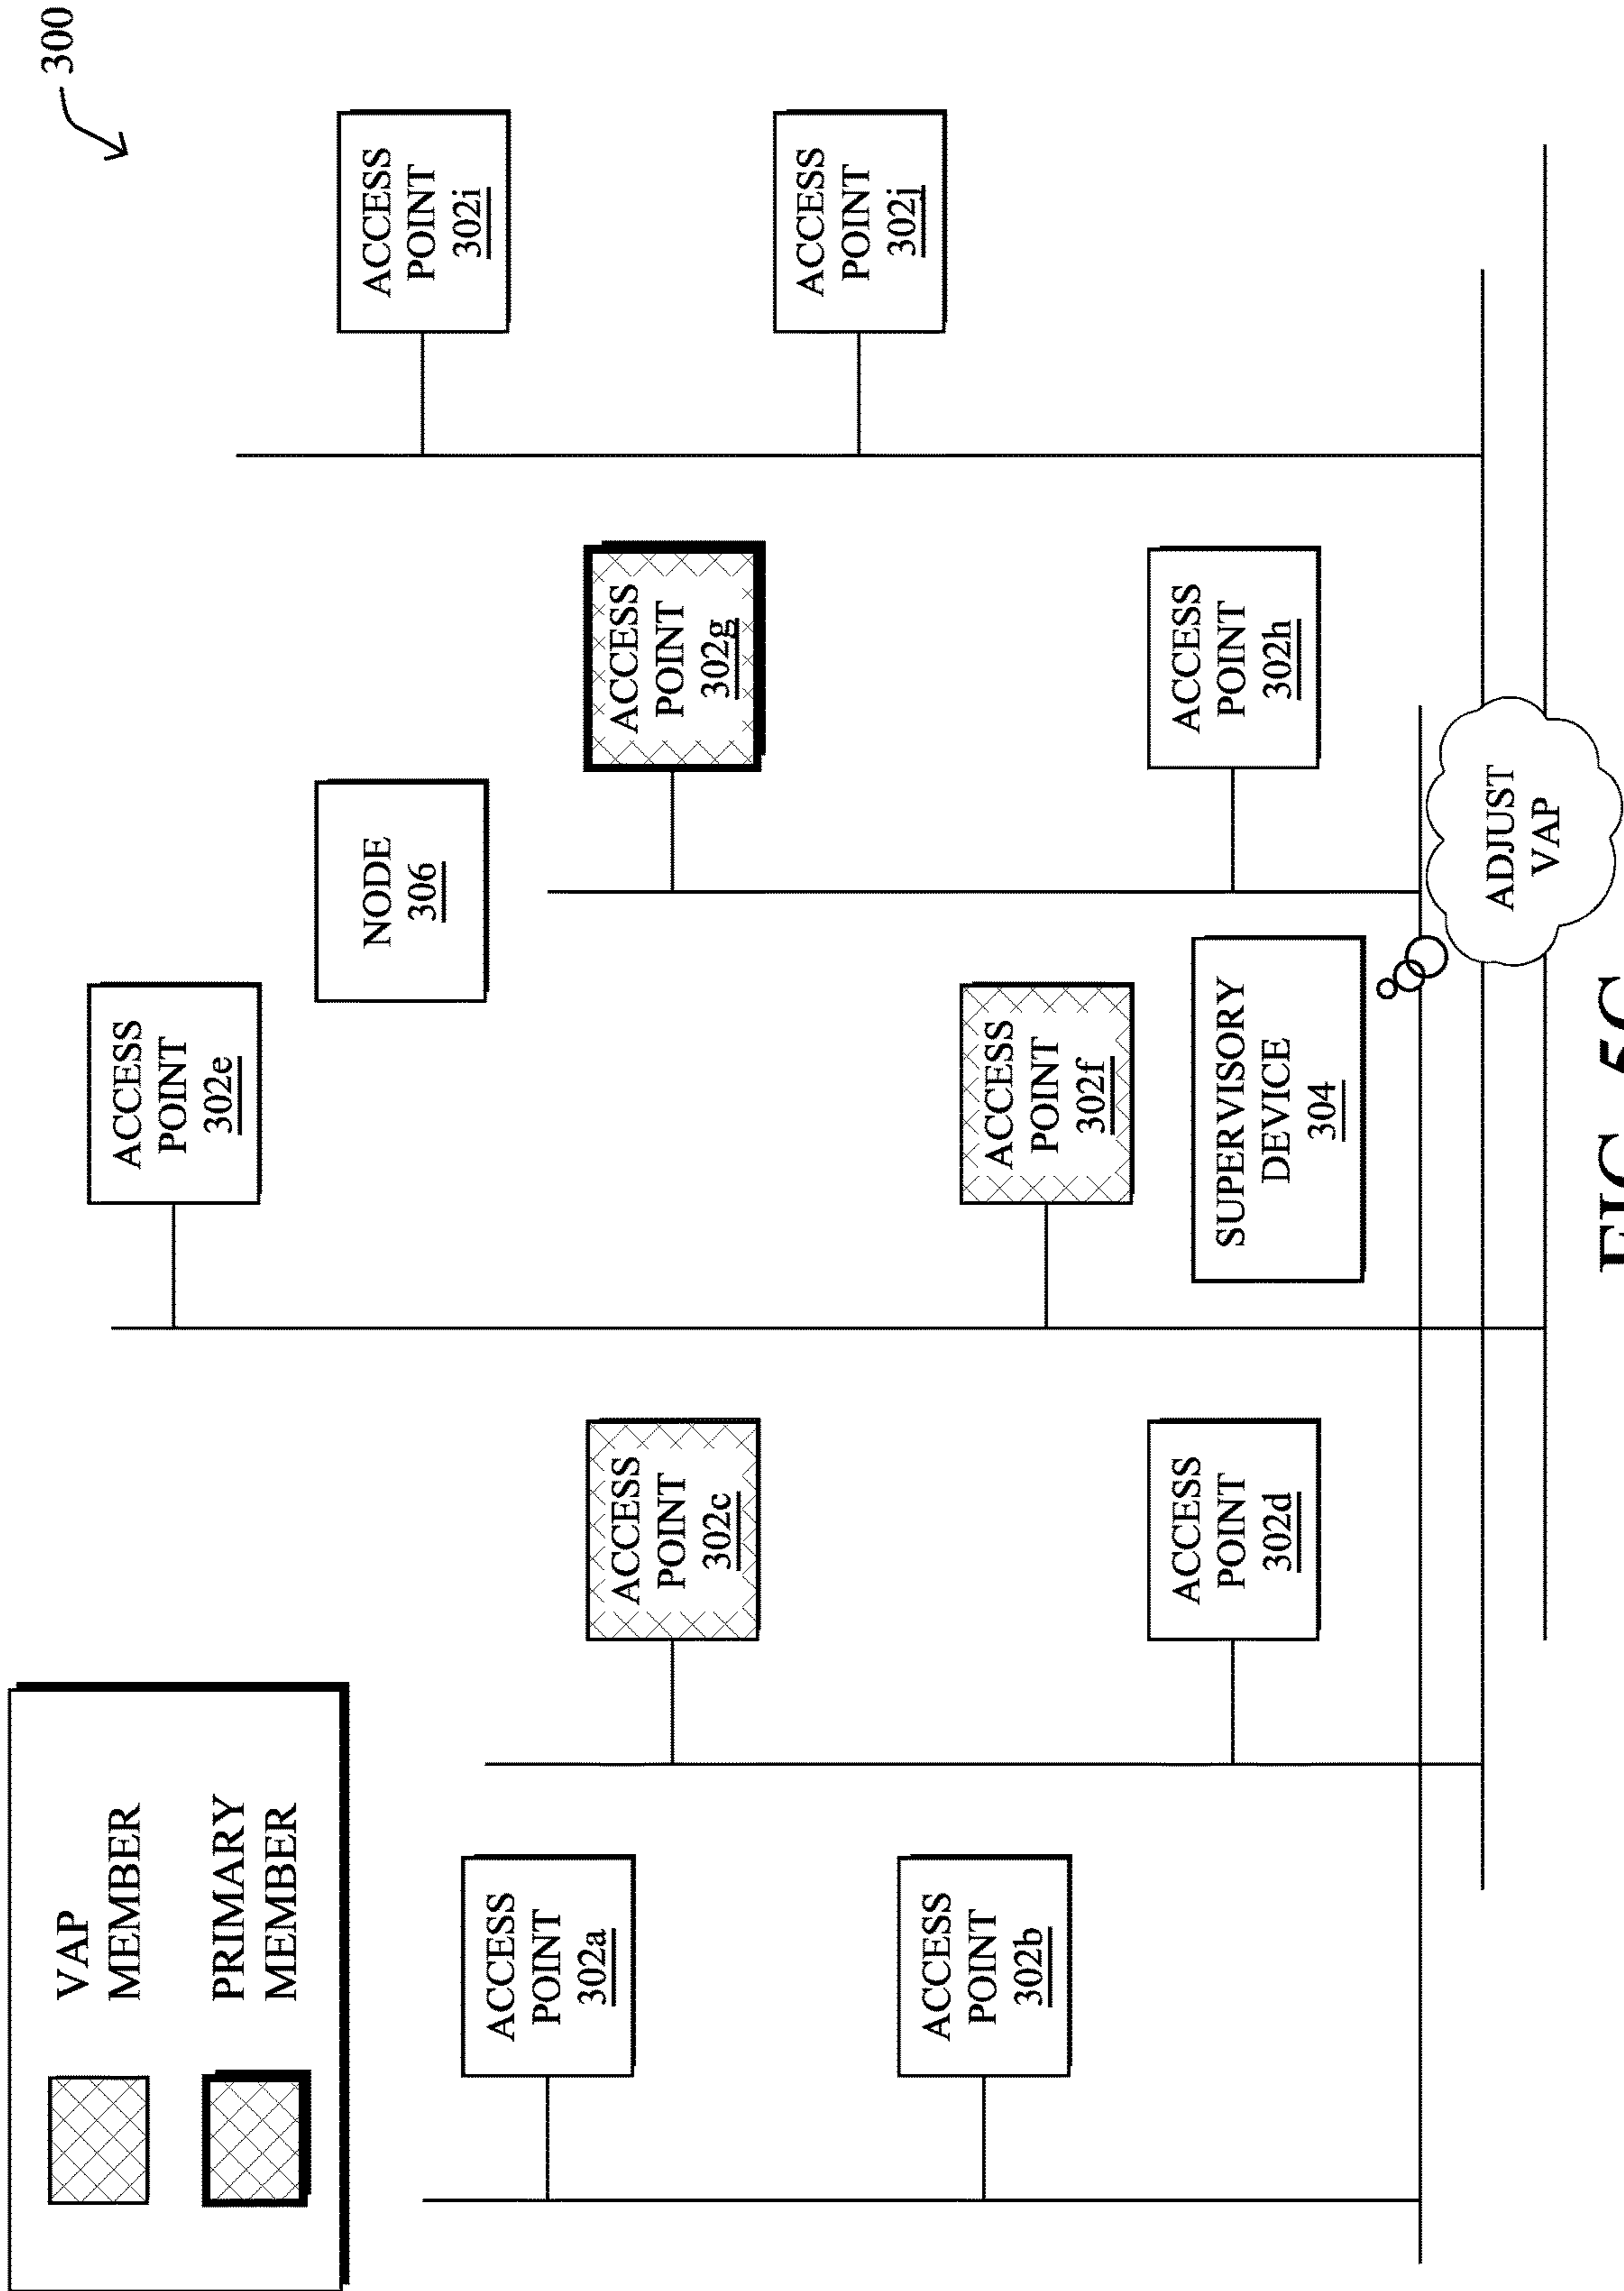 300
VAP
MEMBER
PRIMARY
MEMBER
ACCESS
POINT
302a
ACCESS
POINT
302b
ACCESS
POINT
302c
ACCESS
POINT
302d
ACCESS
POINT
302e
ACCESS
POINT
302f
NODE
306
SUPERVISORY
DEVICE
304
ACCESS
POINT
302g
ACCESS
POINT
302h
ACCESS
POINT
302i
ACCESS
POINT
302j
ADJUST
VAP
FIG. 5C